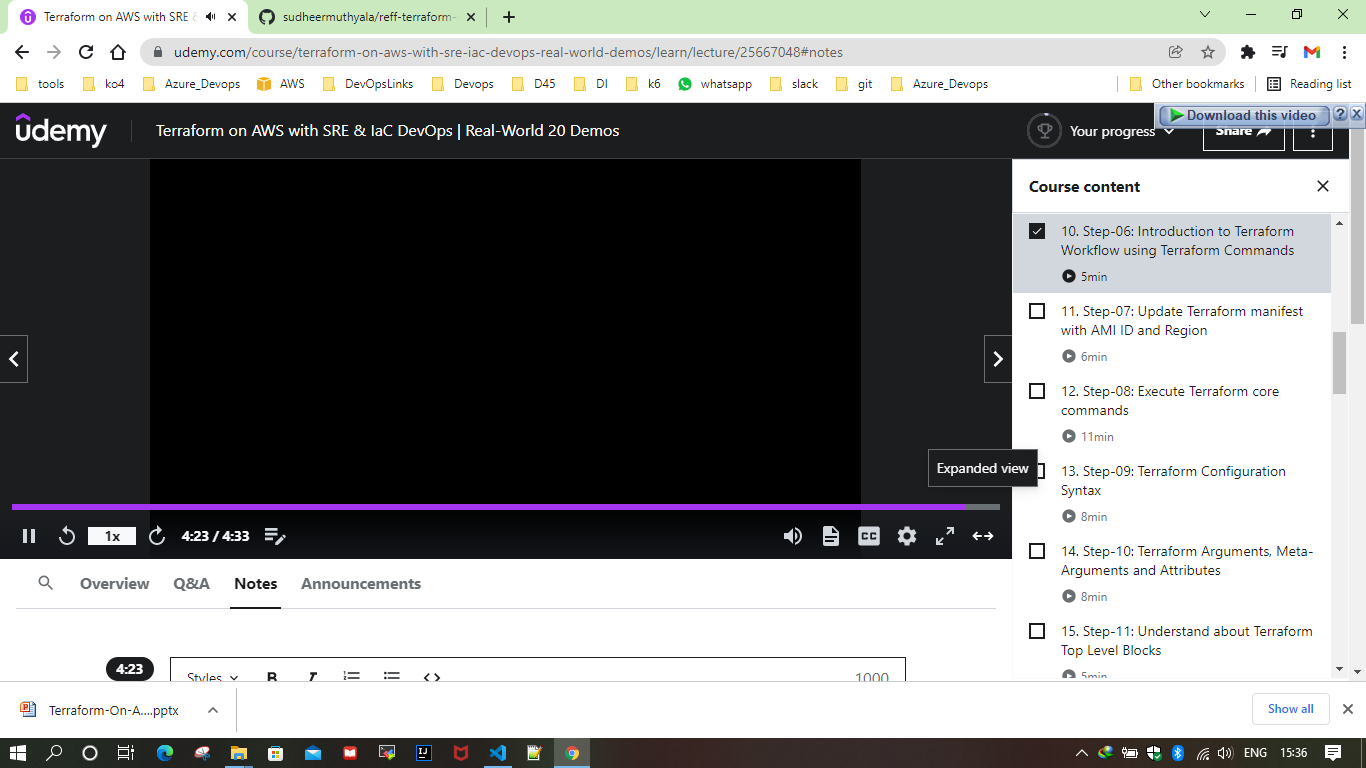 Terraform on AWS with SRE &
sudheermuthyala/reff-terraform-
udemy.com/course/terraform-on-aws-with-sre-iac-devops-real-world-demos/learn/lecture/25667048#notes
tools ko4 Azure_Devops AWS DevOpsLinks Devops D45 DI k6 whatsapp slack git Azure_Devops Other bookmarks Reading list
Download this video ?
udemy Terraform on AWS with SRE & IaC DevOps | Real-World 20 Demos Your progress Share
Course content
10. Step-06: Introduction to Terraform
Workflow using Terraform Commands
5min
11. Step-07: Update Terraform manifest
with AMI ID and Region
6min
12. Step-08: Execute Terraform core
commands
11min
Expanded view
13. Step-09: Terraform Configuration
Syntax
8min
14. Step-10: Terraform Arguments, Meta-
Arguments and Attributes
8min
15. Step-11: Understand about Terraform
Top Level Blocks
5min
1x 4:23 / 4:33 CC
Overview Q&A Notes Announcements
4:23 Styles B I 1000
Terraform-On-A....pptx Show all
ENG 15:36